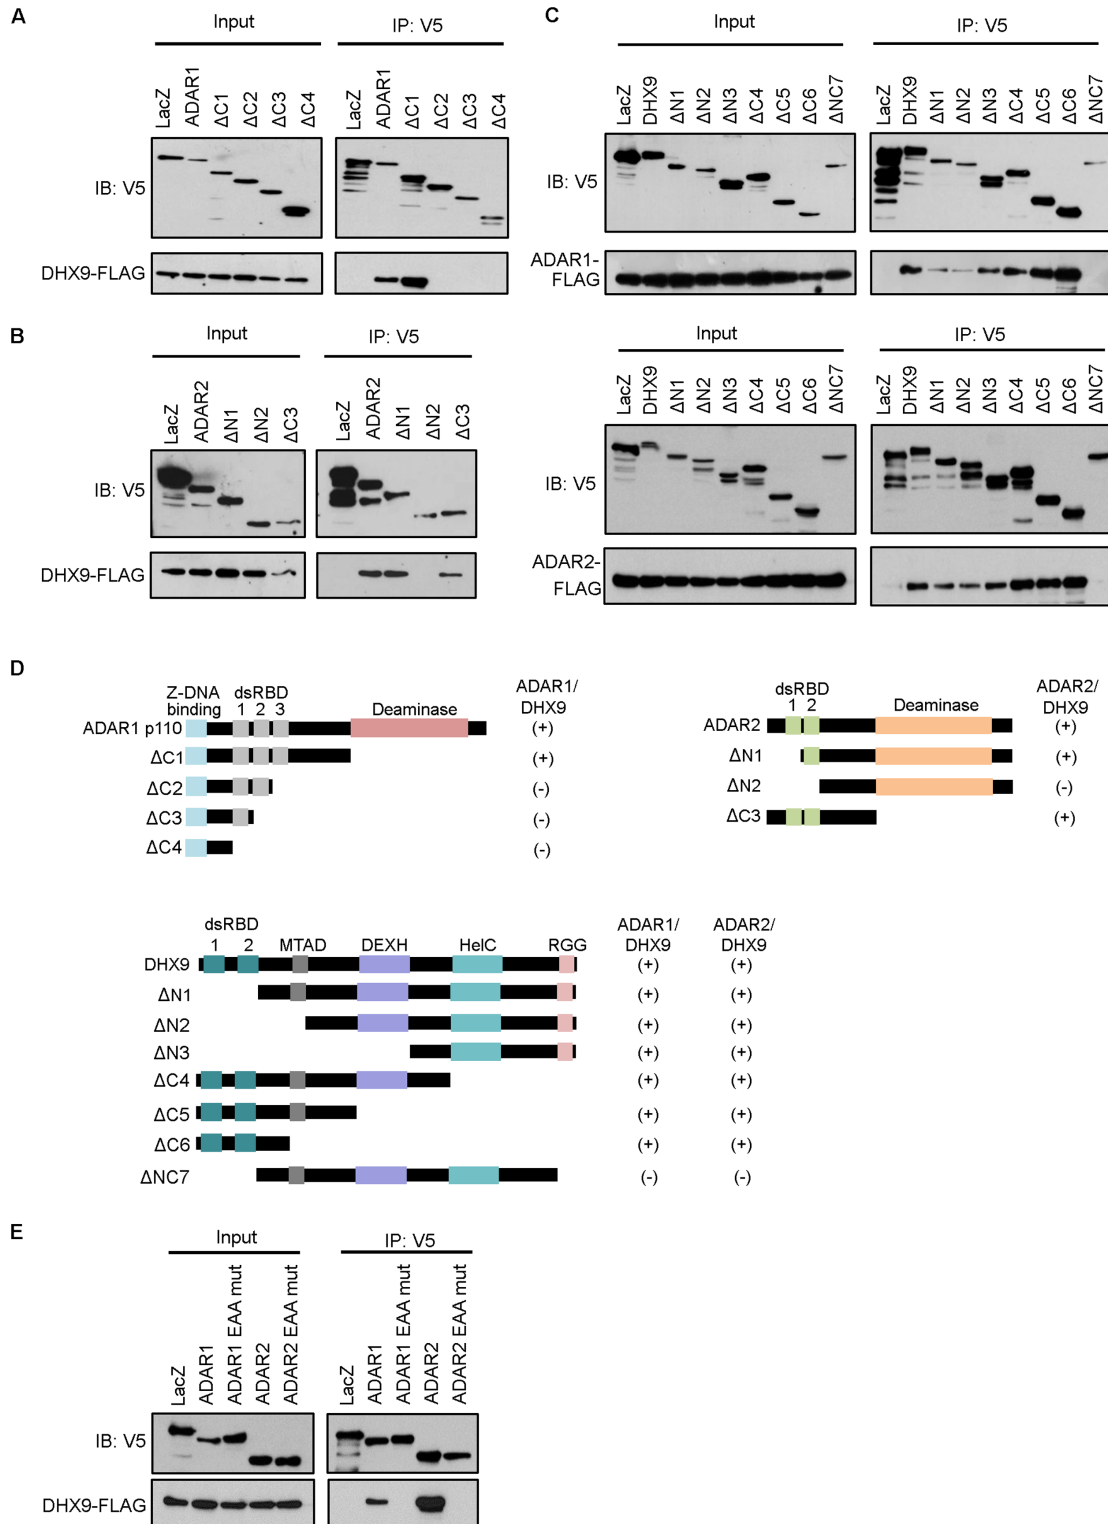 A
Input
IP: V5
LacZ
ADAR1
ΔC1
ΔC2
ΔC3
ΔC4
LacZ
ADAR1
ΔC1
ΔC2
ΔC3
ΔC4
IB: V5
DHX9-FLAG
B
Input
IP: V5
LacZ
ADAR2
ΔN1
ΔN2
ΔC3
LacZ
ADAR2
ΔN1
ΔN2
ΔC3
IB: V5
DHX9-FLAG
C
Input
IP: V5
LacZ
DHX9
ΔN1
ΔN2
ΔN3
ΔC4
ΔC5
ΔC6
ΔNC7
LacZ
DHX9
ΔN1
ΔN2
ΔN3
ΔC4
ΔC5
ΔC6
ΔNC7
IB: V5
ADAR1-
FLAG
Input
IP: V5
LacZ
DHX9
ΔN1
ΔN2
ΔN3
ΔC4
ΔC5
ΔC6
ΔNC7
LacZ
DHX9
ΔN1
ΔN2
ΔN3
ΔC4
ΔC5
ΔC6
ΔNC7
IB: V5
ADAR2-
FLAG
D
Z-DNA
binding
dsRBD
1 2 3
Deaminase
ADAR1/
DHX9
ADAR1 p110
(+)
ΔC1
(+)
ΔC2
(-)
ΔC3
(-)
ΔC4
(-)
dsRBD
1 2
Deaminase
ADAR2/
DHX9
ADAR2
(+)
ΔN1
(+)
ΔN2
(-)
ΔC3
(+)
dsRBD
1 2
MTAD
DEXH
HelC
RGG
ADAR1/
DHX9
ADAR2/
DHX9
DHX9
(+)
(+)
ΔN1
(+)
(+)
ΔN2
(+)
(+)
ΔN3
(+)
(+)
ΔC4
(+)
(+)
ΔC5
(+)
(+)
ΔC6
(+)
(+)
ΔNC7
(-)
(-)
E
Input
IP: V5
LacZ
ADAR1
ADAR1 EAA mut
ADAR2
ADAR2 EAA mut
LacZ
ADAR1
ADAR1 EAA mut
ADAR2
ADAR2 EAA mut
IB: V5
DHX9-FLAG